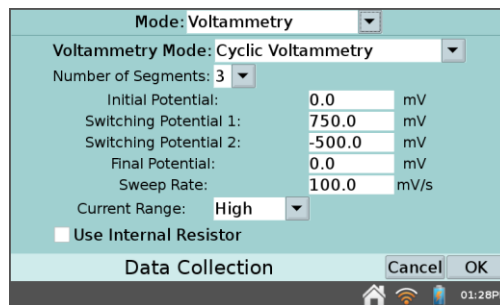 Mode: Voltammetry
Voltammetry Mode: Cyclic Voltammetry
Number of Segments: 3
Initial Potential: 0.0 mV
Switching Potential 1: 750.0 mV
Switching Potential 2: -500.0 mV
Final Potential: 0.0 mV
Sweep Rate: 100.0 mV/s
Current Range: High
Use Internal Resistor
Data Collection Cancel OK
01:28P